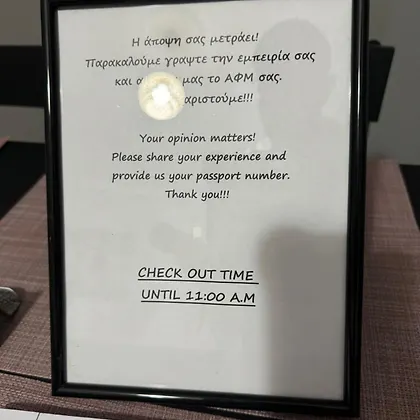 Η άποψη σας μετράει!
Παρακαλούμε γραψτε την εμπειρία σας
και μας το ΑΦΜ σας.
Your opinion matters!
Please share your experience and
provide us your passport number.
Thank you!!!
CHECK OUT TIME
UNTIL 11:00 A.M